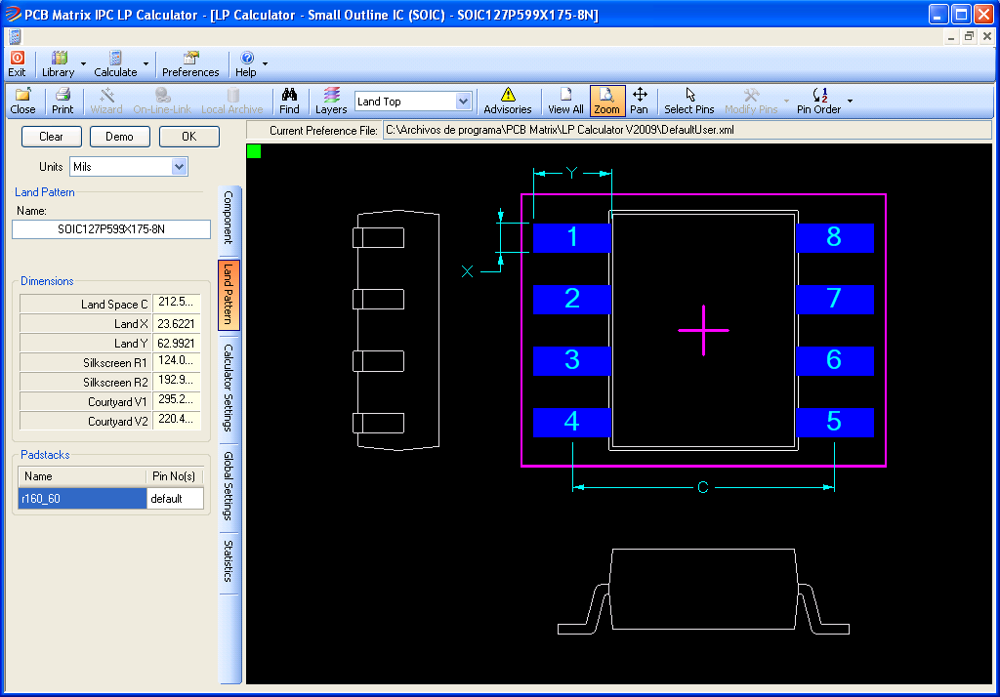 PCB Matrix IPC LP Calculator - [LP Calculator - Small Outline IC (SOIC) - SOIC127P599X175-8N]
Exit Library Calculate Preferences Help
Close Print Wizard On-Line-Link Local Archive Find Layers Land Top Advisories View All Zoom Pan Select Pins Modify Pins Pin Order
Clear Demo OK
Current Preference File: C:\Archivos de programa\PCB Matrix\LP Calculator V2009\DefaultUser.xml
Units Mils
Land Pattern
Name:
SOIC127P599X175-8N
Dimensions
Land Space C 212.5...
Land X 23.6221
Land Y 62.9921
Silkscreen R1 124.0...
Silkscreen R2 192.9...
Courtyard V1 295.2...
Courtyard V2 220.4...
Padstacks
Name Pin No(s)
r160_60 default
Component
Land Pattern
Calculator Settings
Global Settings
Statistics
Y
X
1 8
2 7
3 6
4 5
C